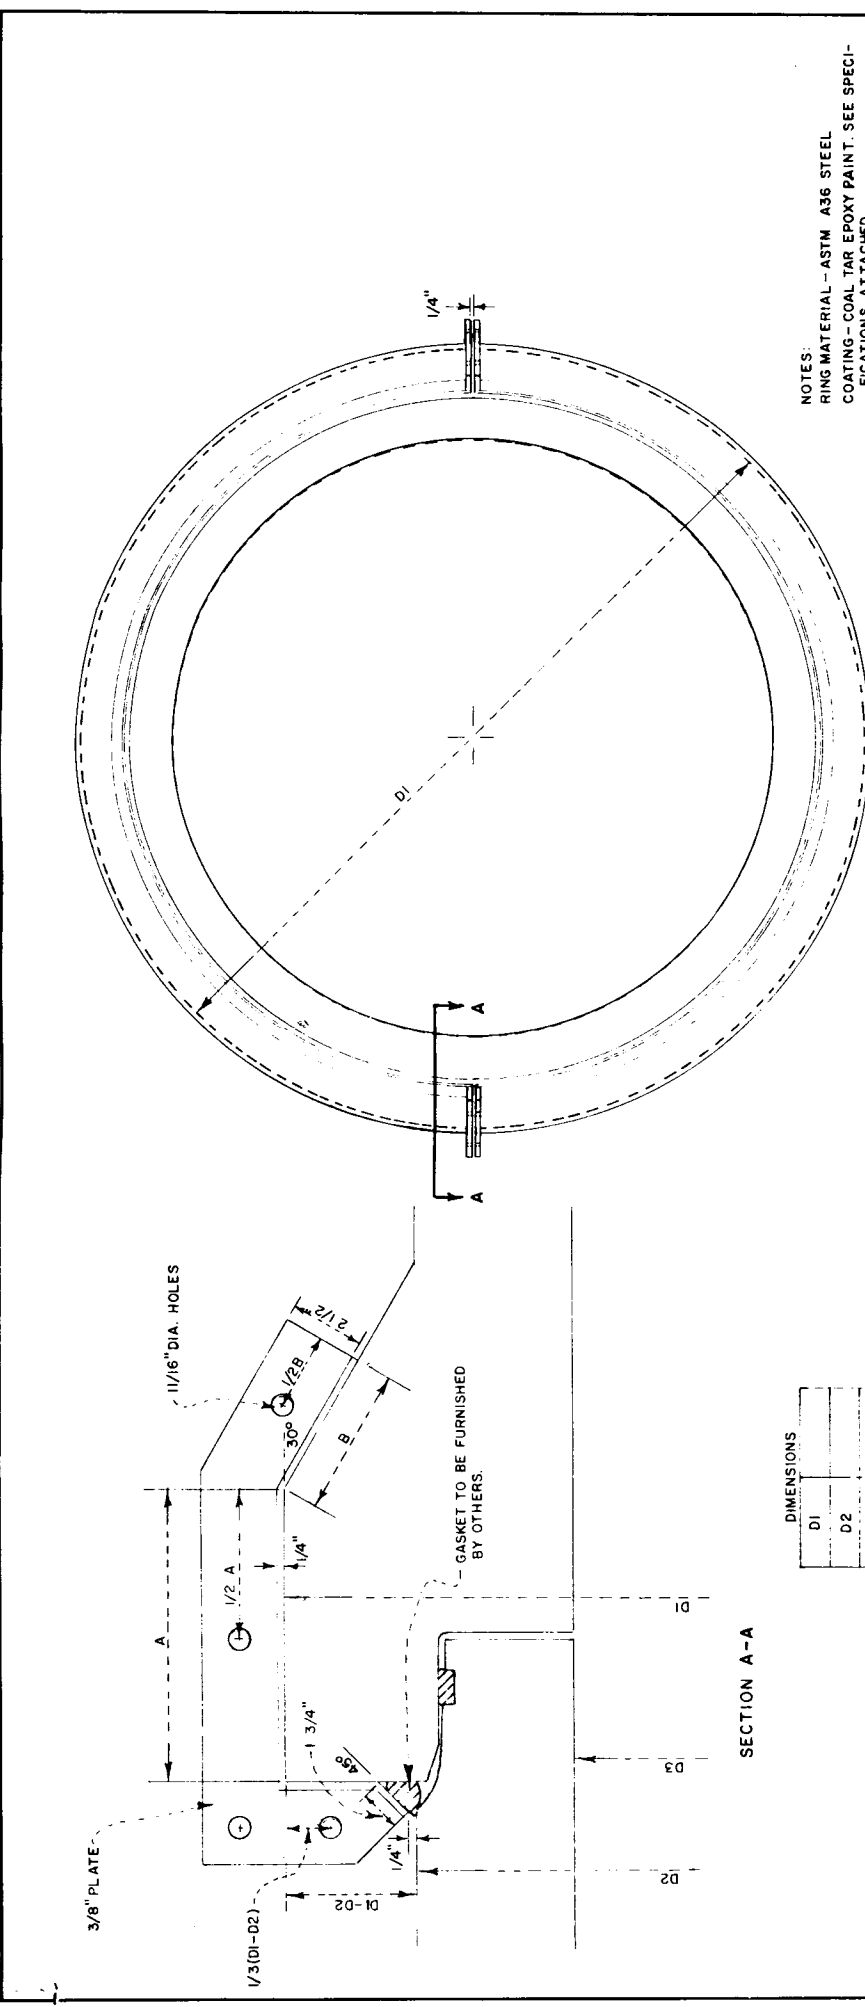 NOTES:
RING MATERIAL - ASTM A36 STEEL
COATING - COAL TAR EPOXY PAINT. SEE SPECI-
FICATIONS ATTACHED
1/4"
D1
A
A
11/16" DIA. HOLES
2 1/2"
1/2B
30°
B
A
1/2 A
1/4"
GASKET TO BE FURNISHED
BY OTHERS.
3/8" PLATE
1 3/4"
45°
1/4"
1/3(D1-D2)
D1-D2
D1
D3
D2
SECTION A-A
DIMENSIONS
D1
D2